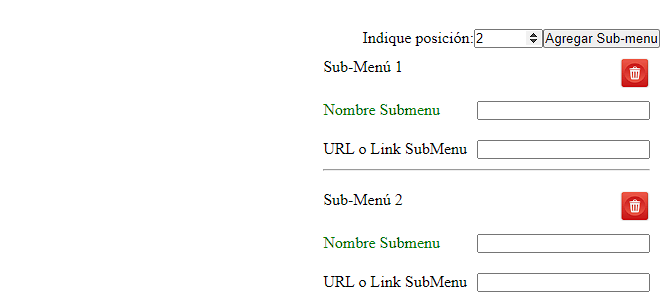 Indique posición: 2 Agregar Sub-menu
Sub-Menú 1
Nombre Submenu
URL o Link SubMenu
Sub-Menú 2
Nombre Submenu
URL o Link SubMenu